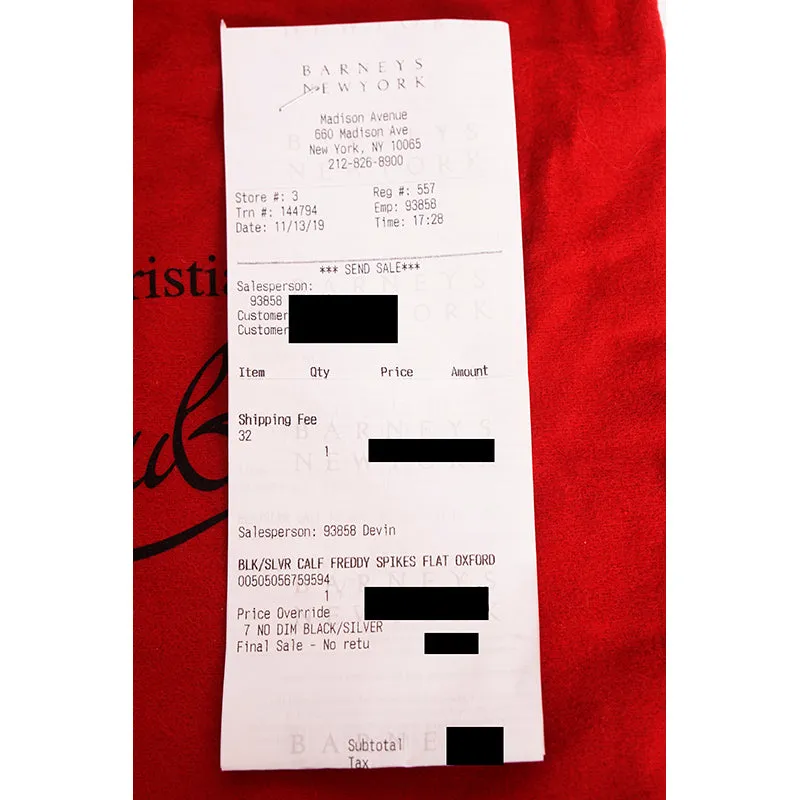 BARNEYS
NEWYORK
Madison Avenue
660 Madison Ave
New York, NY 10065
212-826-8900
Store #: 3 Reg #: 557
Trn #: 144794 Emp: 93858
Date: 11/13/19 Time: 17:28
*** SEND SALE***
Salesperson:
93858
Customer
Customer
Item Qty Price Amount
Shipping Fee
32
1
Salesperson: 93858 Devin
BLK/SLVR CALF FREDDY SPIKES FLAT OXFORD
00505056759594
1
Price Override
7 NO DIM BLACK/SILVER
Final Sale - No retu
Subtotal
Tax
ristia